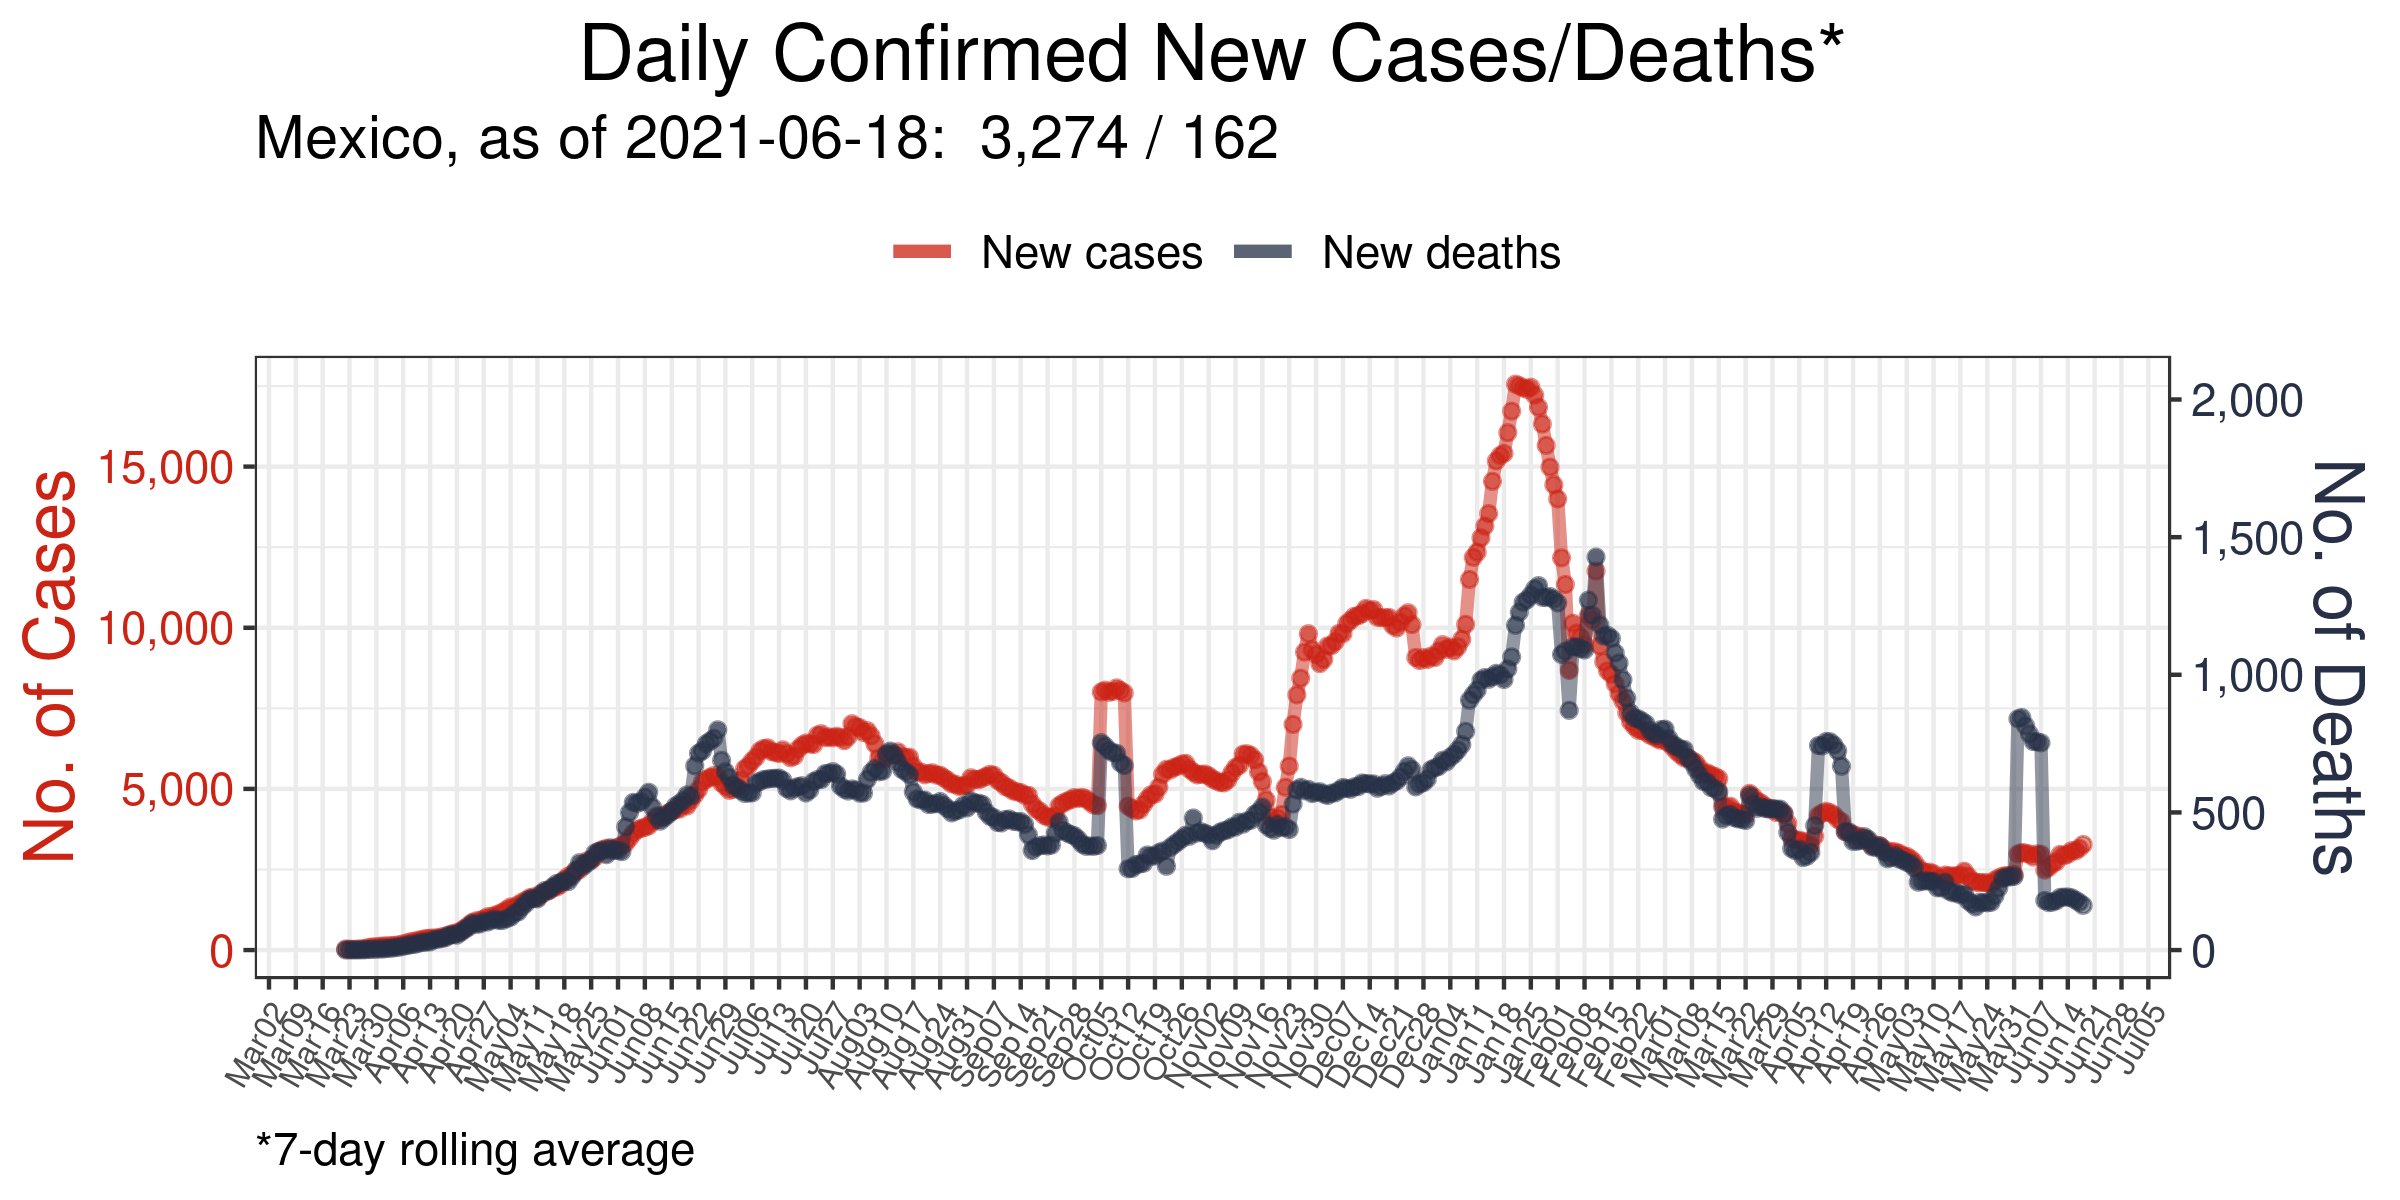 Daily Confirmed New Cases/Deaths*
Mexico, as of 2021-06-18:  3,274 / 162
New cases
New deaths
No. of Cases
15,000
10,000
5,000
0
2,000
1,500
1,000
500
0
No. of Deaths
Mar02
Mar09
Mar16
Mar23
Mar30
Apr06
Apr13
Apr20
Apr27
May04
May11
May18
May25
Jun01
Jun08
Jun15
Jun22
Jun29
Jul06
Jul13
Jul20
Jul27
Aug03
Aug10
Aug17
Aug24
Aug31
Sep07
Sep14
Sep21
Sep28
Oct05
Oct12
Oct19
Oct26
Nov02
Nov09
Nov16
Nov23
Nov30
Dec07
Dec14
Dec21
Dec28
Jan04
Jan11
Jan18
Jan25
Feb01
Feb08
Feb15
Feb22
Mar01
Mar08
Mar15
Mar22
Mar29
Apr05
Apr12
Apr19
Apr26
May03
May10
May17
May24
May31
Jun07
Jun14
Jun21
Jun28
Jul05
*7-day rolling average